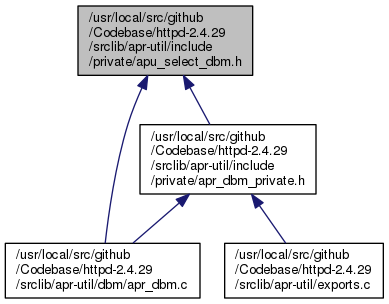 /usr/local/src/github
/Codebase/httpd-2.4.29
/srclib/apr-util/include
/private/apu_select_dbm.h
/usr/local/src/github
/Codebase/httpd-2.4.29
/srclib/apr-util/include
/private/apr_dbm_private.h
/usr/local/src/github
/Codebase/httpd-2.4.29
/srclib/apr-util/dbm/apr_dbm.c
/usr/local/src/github
/Codebase/httpd-2.4.29
/srclib/apr-util/exports.c